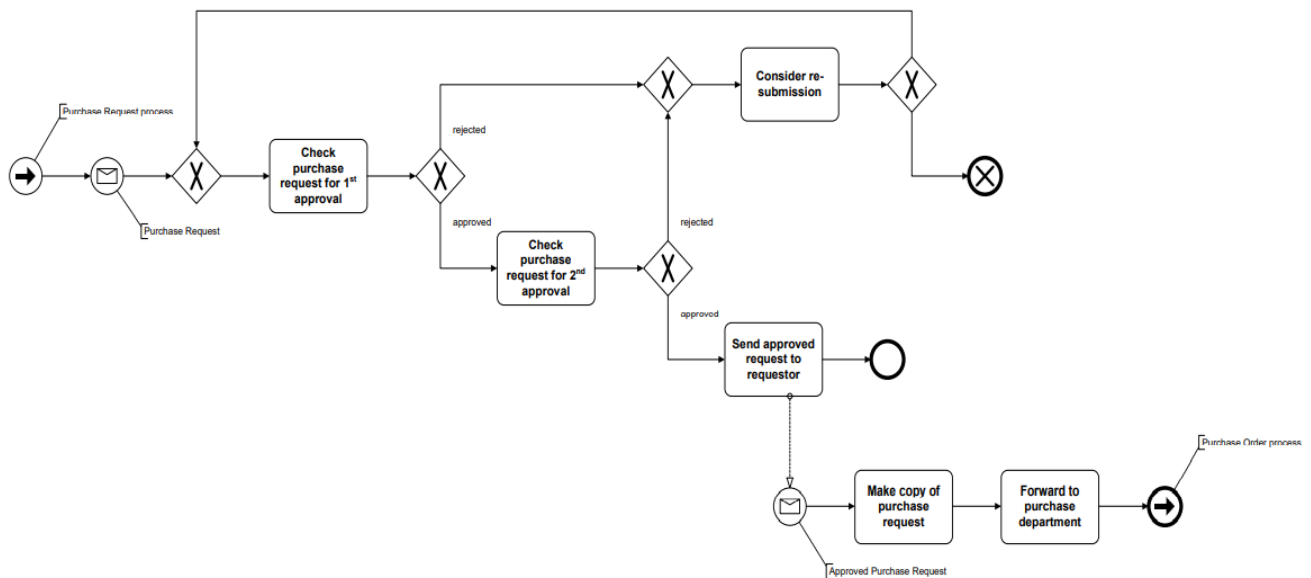 Purchase Request process
Consider re-
submission
rejected
Check
purchase
request for 1st
approval
Purchase Request
approved
Check
purchase
request for 2nd
approval
rejected
approved
Send approved
request to
requestor
Purchase Order process
Make copy of
purchase
request
Forward to
purchase
department
Approved Purchase Request